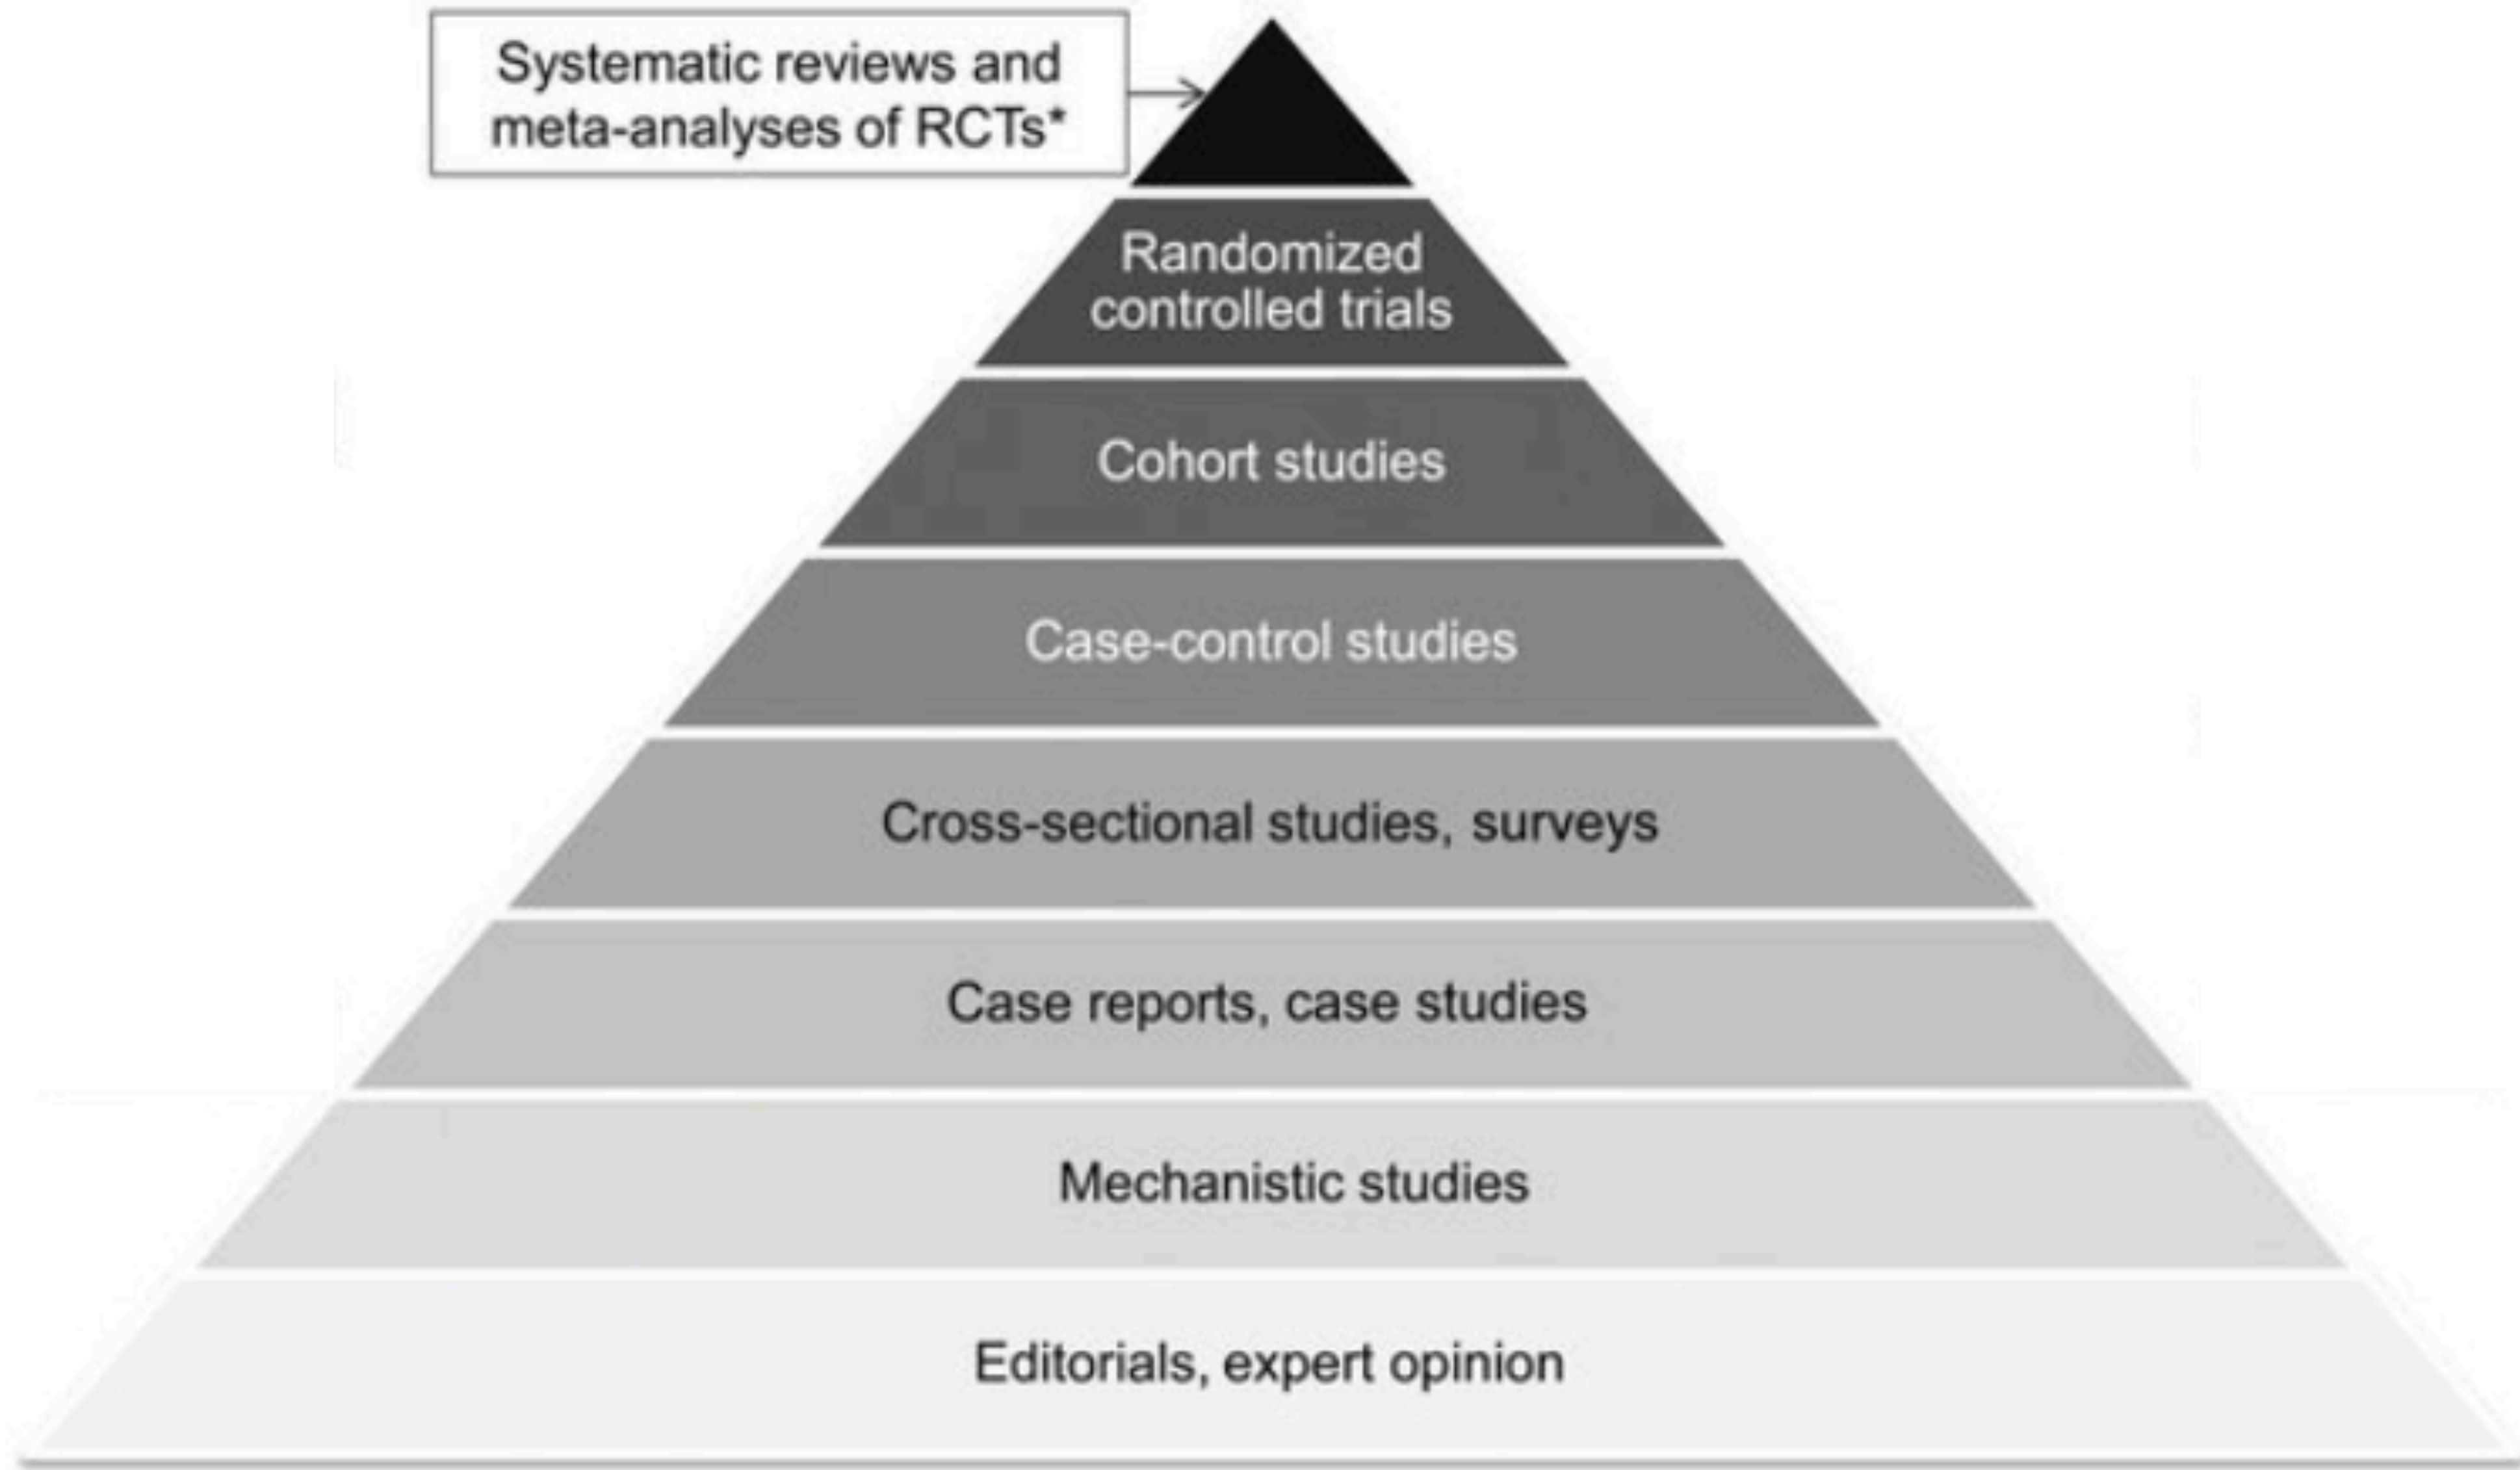 Systematic reviews and
meta-analyses of RCTs*
Randomized
controlled trials
Cohort studies
Case-control studies
Cross-sectional studies, surveys
Case reports, case studies
Mechanistic studies
Editorials, expert opinion